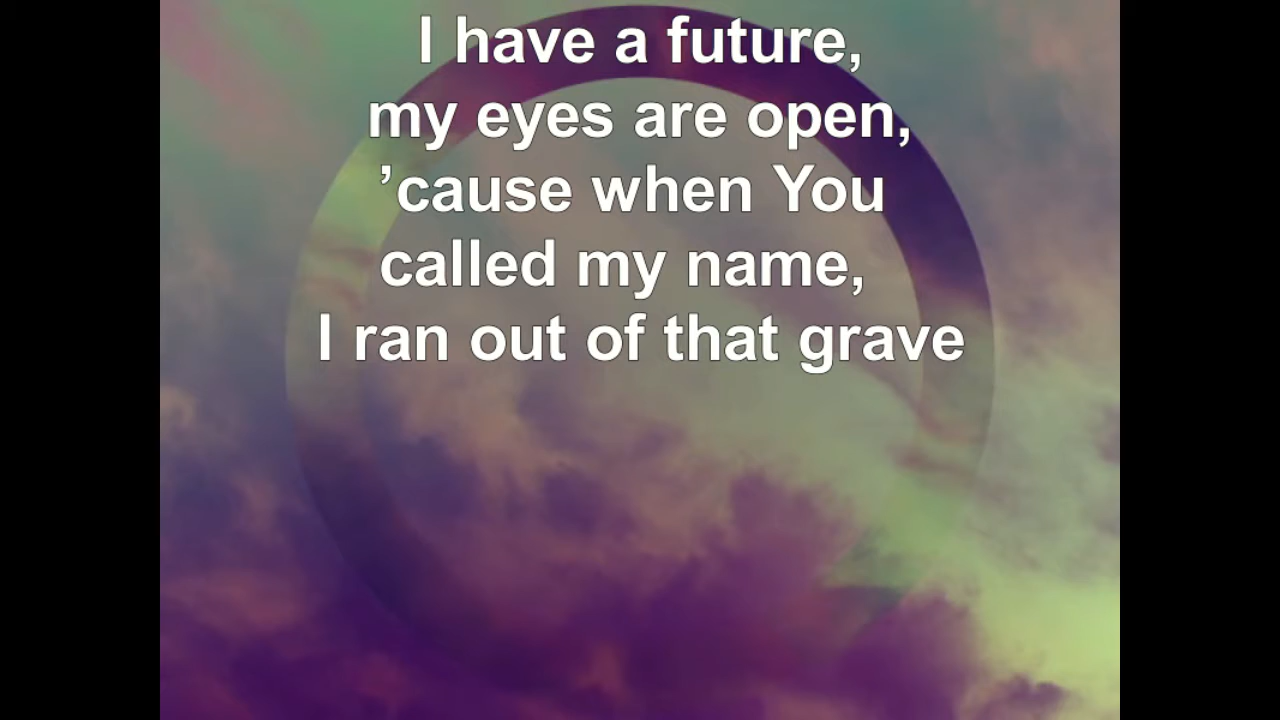 I have a future,
my eyes are open,
’cause when You
called my name,
I ran out of that grave